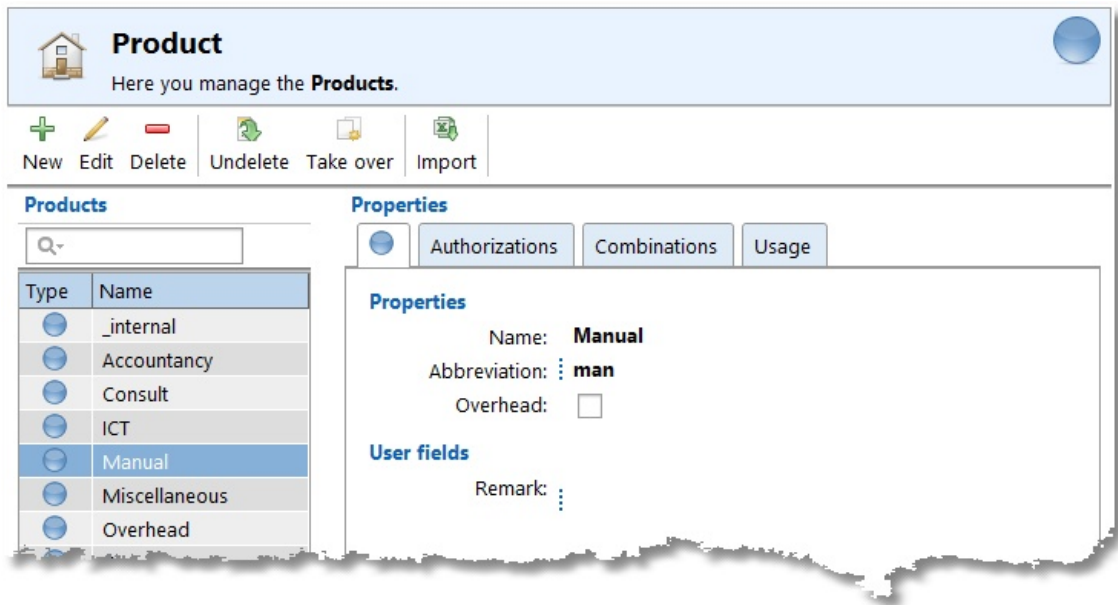 Product
Here you manage the Products.
New Edit Delete Undelete Take over Import
Products
Properties
Authorizations Combinations Usage
Type Name
_internal
Accountancy
Consult
ICT
Manual
Miscellaneous
Overhead
Properties
Name: Manual
Abbreviation: man
Overhead:
User fields
Remark: